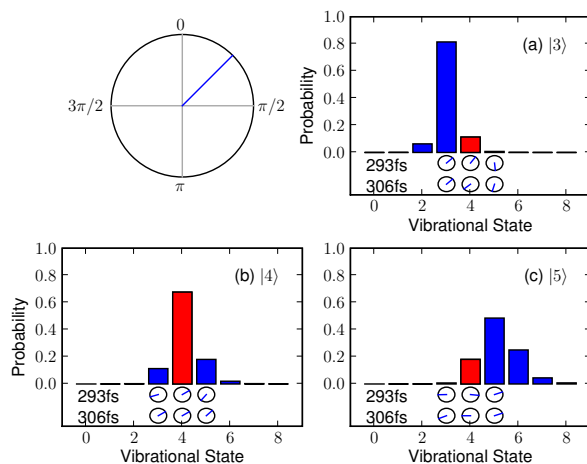 0
3π/2
π/2
π
(a) |3⟩
Probability
1.0
0.8
0.6
0.4
0.2
0.0
293fs
306fs
0 2 4 6 8
Vibrational State
(b) |4⟩
Probability
1.0
0.8
0.6
0.4
0.2
0.0
293fs
306fs
0 2 4 6 8
Vibrational State
(c) |5⟩
Probability
1.0
0.8
0.6
0.4
0.2
0.0
293fs
306fs
0 2 4 6 8
Vibrational State